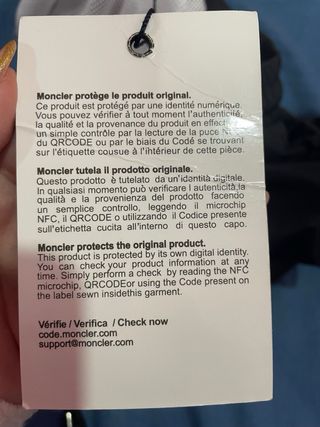 Moncler protège le produit original.
Ce produit est protégé par une identité numérique.
Vous pouvez vérifier à tout moment l'authenticité,
la qualité et la provenance du produit en effectu
un simple contrôle par la lecture de la puce NFC
du QRCODE ou par le biais du Codé se trouvant
sur l'étiquette cousue à l'ihtérieur de cette pièce.
Moncler tutela il prodotto originale.
Questo prodotto è tutelato da un'identità digitale.
In qualsiasi momento può verificare l autenticità,la
qualità e la provenienza del prodotto facendo
un semplice controllo, leggendo il microchip
NFC, il QRCODE o utilizzando il Codice presente
sull'etichetta cucita all'interno di questo capo.
Moncler protects the original product.
This product is protected by its own digital identity.
You can check your product information at any
time. Simply perform a check by reading the NFC
microchip, QRCODEor using the Code present on
the label sewn insidethis garment.
Vérifie / Verifica / Check now
code.moncler.com
support@moncler.com